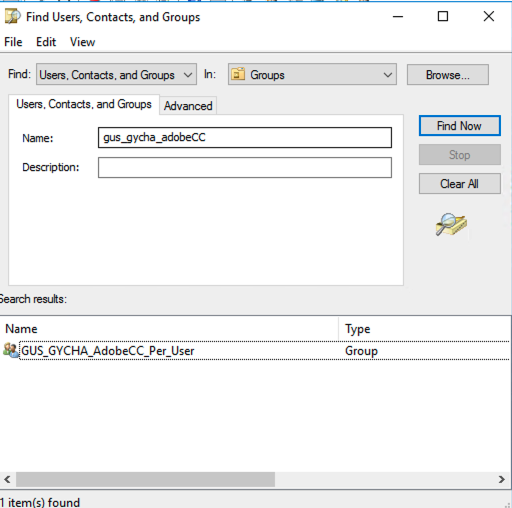 Find Users, Contacts, and Groups
File Edit View
Find: Users, Contacts, and Groups In: Groups Browse...
Users, Contacts, and Groups Advanced
Name: gus_gycha_adobeCC
Description:
Find Now
Stop
Clear All
Search results:
Name Type
GUS_GYCHA_AdobeCC_Per_User Group
1 item(s) found